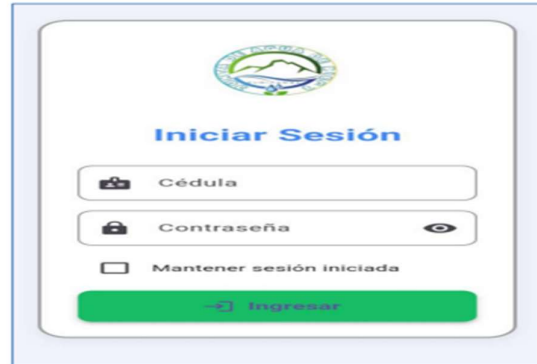 Iniciar Sesión
Cédula
Contraseña
Mantener sesión iniciada
Ingresar